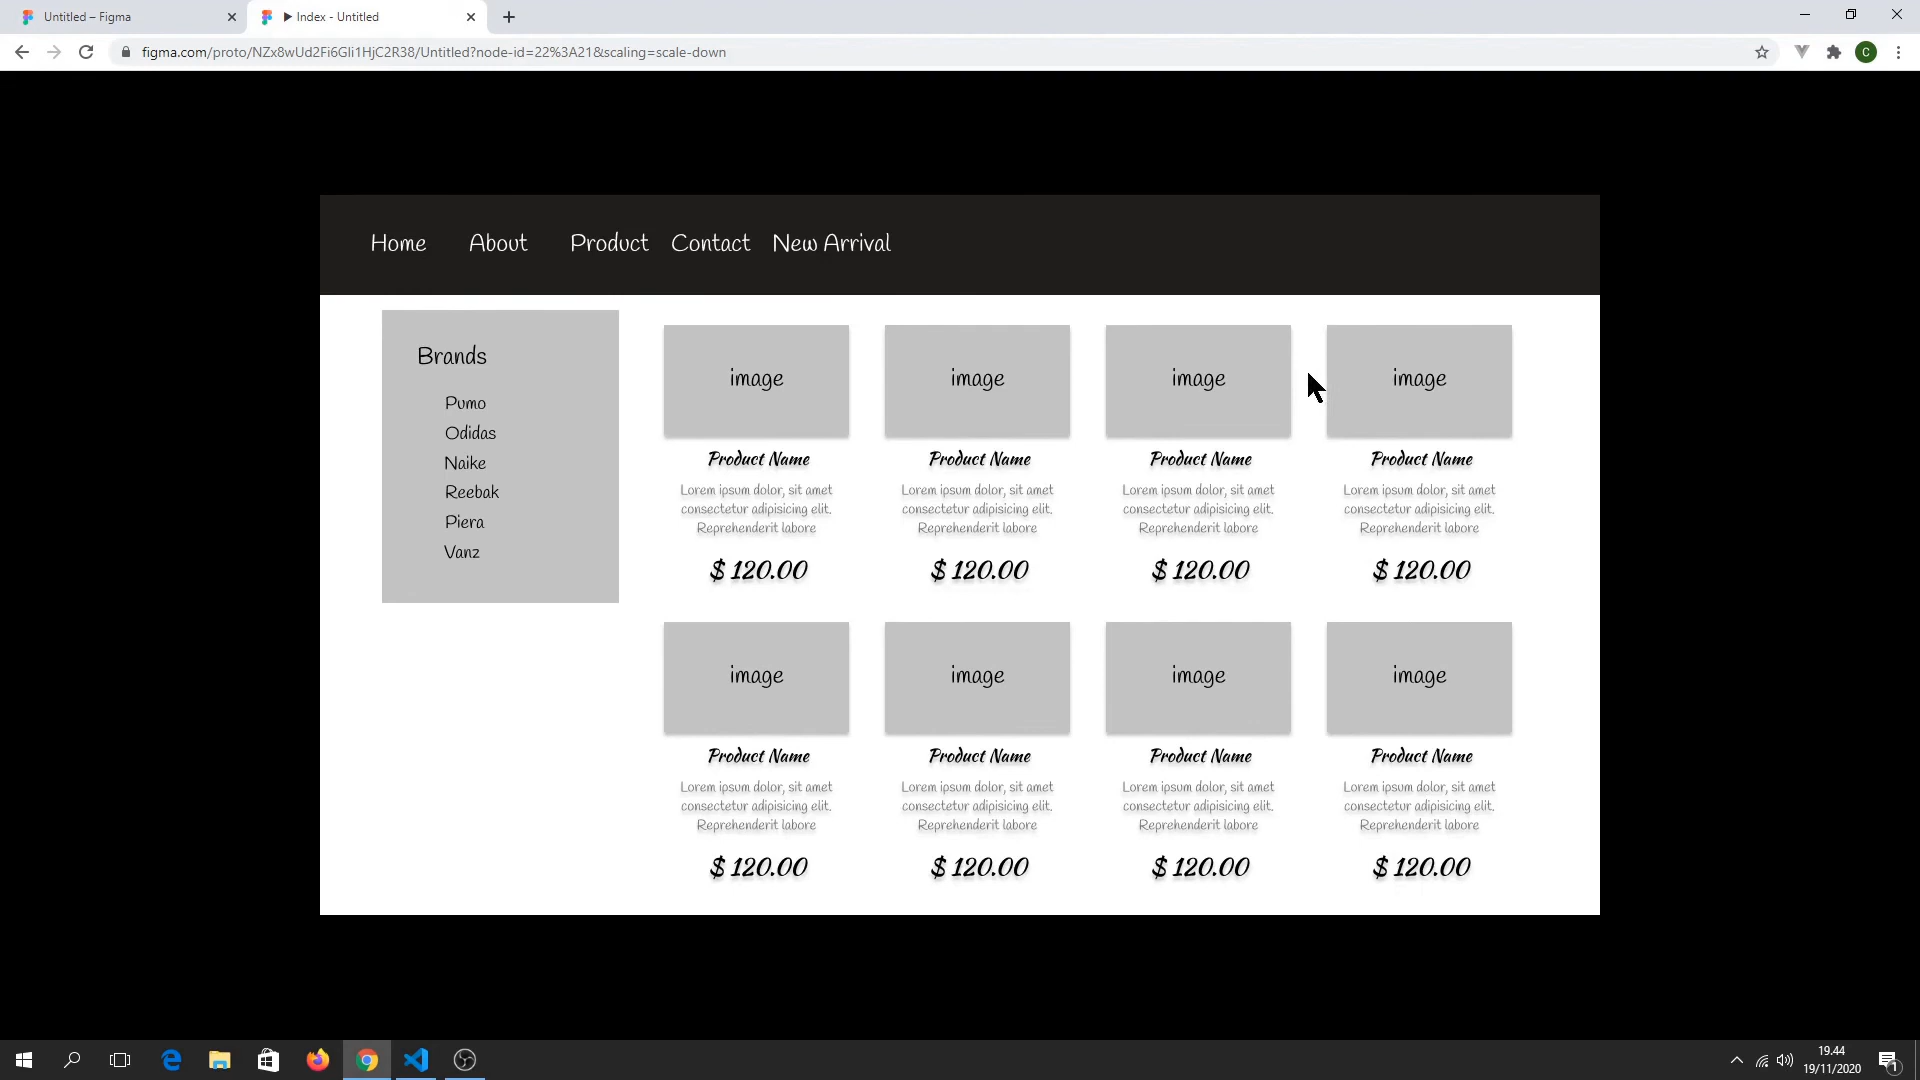 Untitled – Figma
Index - Untitled
figma.com/proto/NZx8wUd2Fi6Gli1HjC2R38/Untitled?node-id=22%3A21&scaling=scale-down
C
Home About Product Contact New Arrival
Brands
Pumo
Odidas
Naike
Reebak
Piera
Vanz
image image image image
Product Name Product Name Product Name Product Name
Lorem ipsum dolor, sit amet Lorem ipsum dolor, sit amet Lorem ipsum dolor, sit amet Lorem ipsum dolor, sit amet
consectetur adipisicing elit. consectetur adipisicing elit. consectetur adipisicing elit. consectetur adipisicing elit.
Reprehenderit labore Reprehenderit labore Reprehenderit labore Reprehenderit labore
$ 120.00 $ 120.00 $ 120.00 $ 120.00
image image image image
Product Name Product Name Product Name Product Name
Lorem ipsum dolor, sit amet Lorem ipsum dolor, sit amet Lorem ipsum dolor, sit amet Lorem ipsum dolor, sit amet
consectetur adipisicing elit. consectetur adipisicing elit. consectetur adipisicing elit. consectetur adipisicing elit.
Reprehenderit labore Reprehenderit labore Reprehenderit labore Reprehenderit labore
$ 120.00 $ 120.00 $ 120.00 $ 120.00
19.44
19/11/2020
1